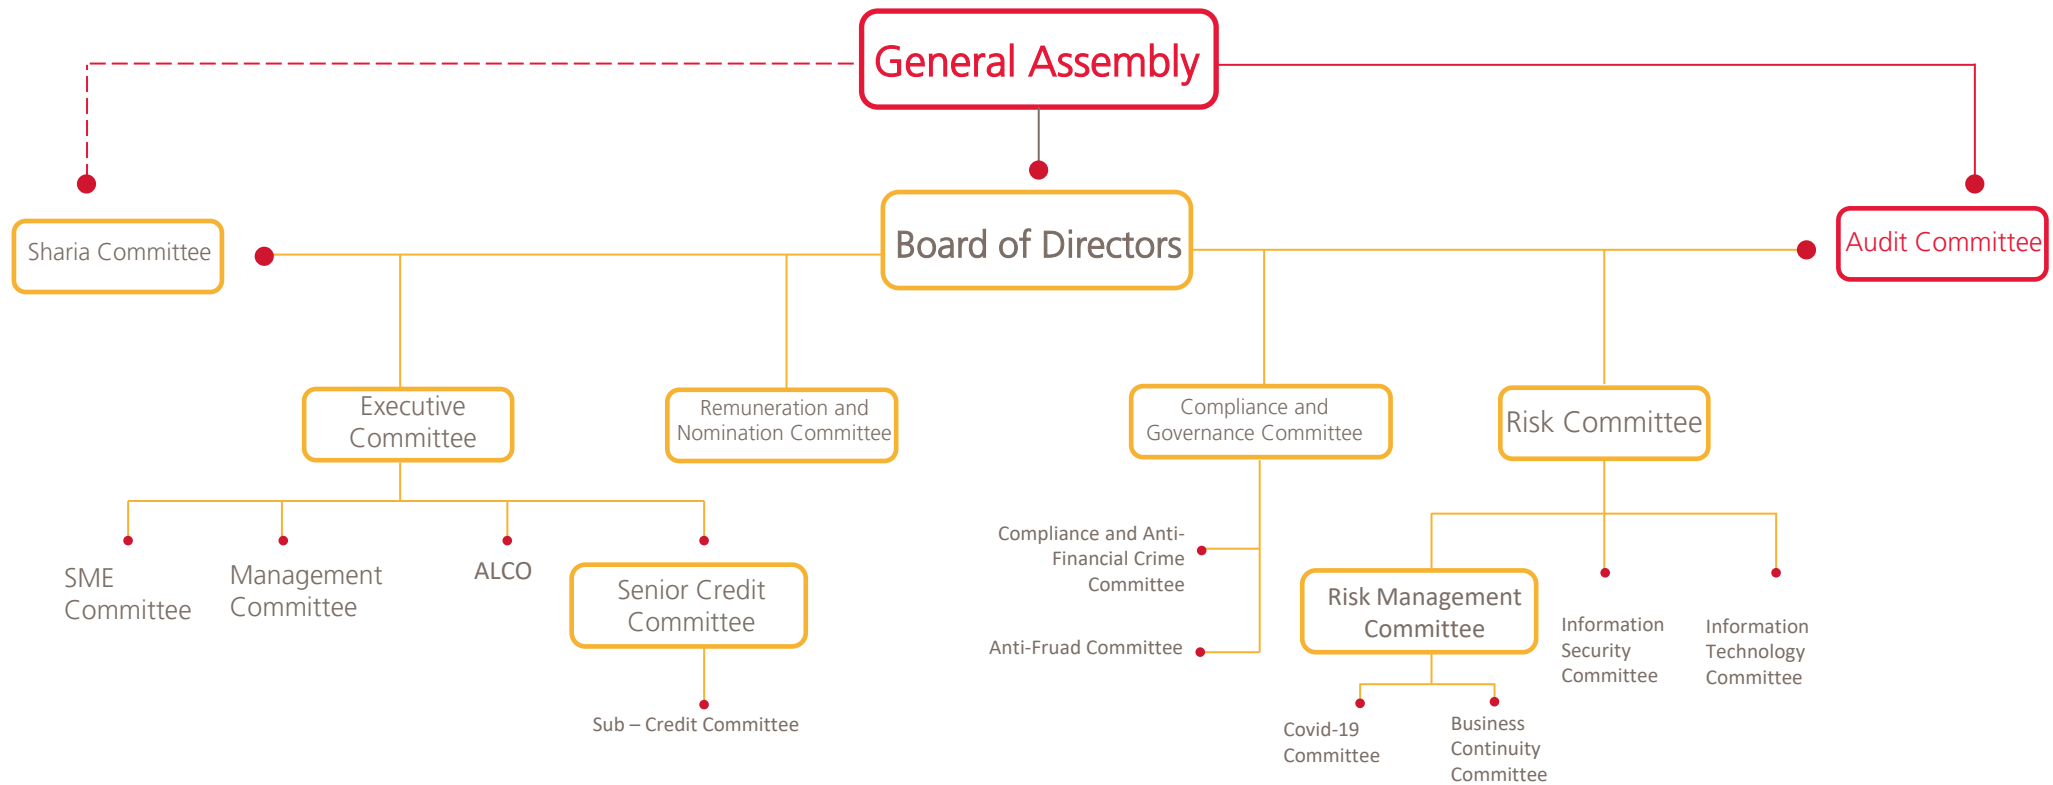 General Assembly
Board of Directors
Sharia Committee
Audit Committee
Executive
Committee
Remuneration and
Nomination Committee
Compliance and
Governance Committee
Risk Committee
SME
Committee
Management
Committee
ALCO
Senior Credit
Committee
Sub – Credit Committee
Compliance and Anti-
Financial Crime
Committee
Anti-Fruad Committee
Risk Management
Committee
Information
Security
Committee
Information
Technology
Committee
Covid-19
Committee
Business
Continuity
Committee